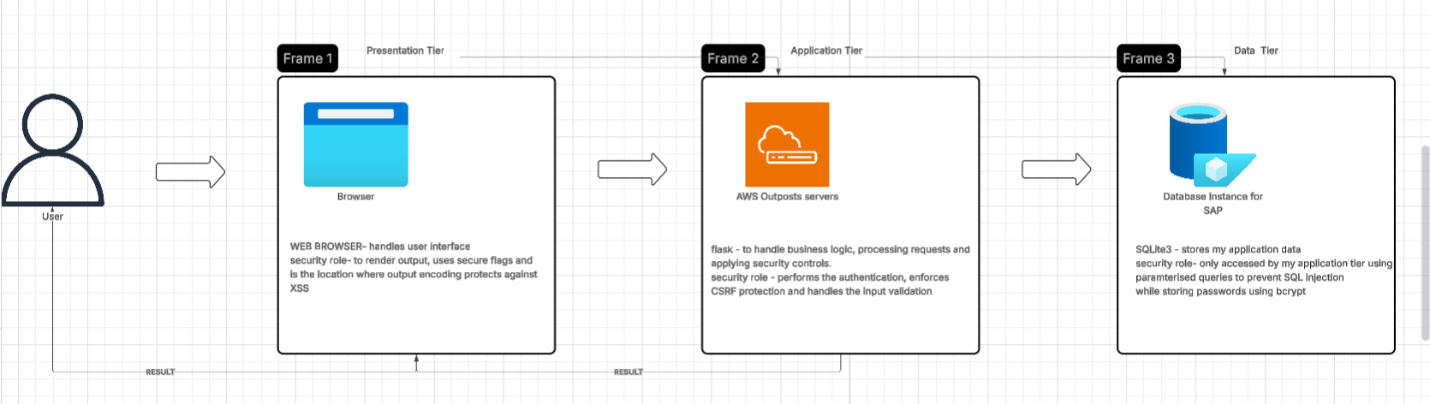 Frame 1
Presentation Tier
Frame 2
Application Tier
Frame 3
Data Tier
User
Browser
WEB BROWSER- handles user interface
security role- to render output, uses secure flags and
is the location where output encoding protects against
XSS
AWS Outposts servers
flask - to handle business logic, processing requests and
applying security controls.
security role - performs the authentication, enforces
CSRF protection and handles the input validation
Database Instance for
SAP
SQLite3 - stores my application data
security role- only accessed by my application tier using
paramterised queries to prevent SQL injection
while storing passwords using bcrypt
RESULT
RESULT